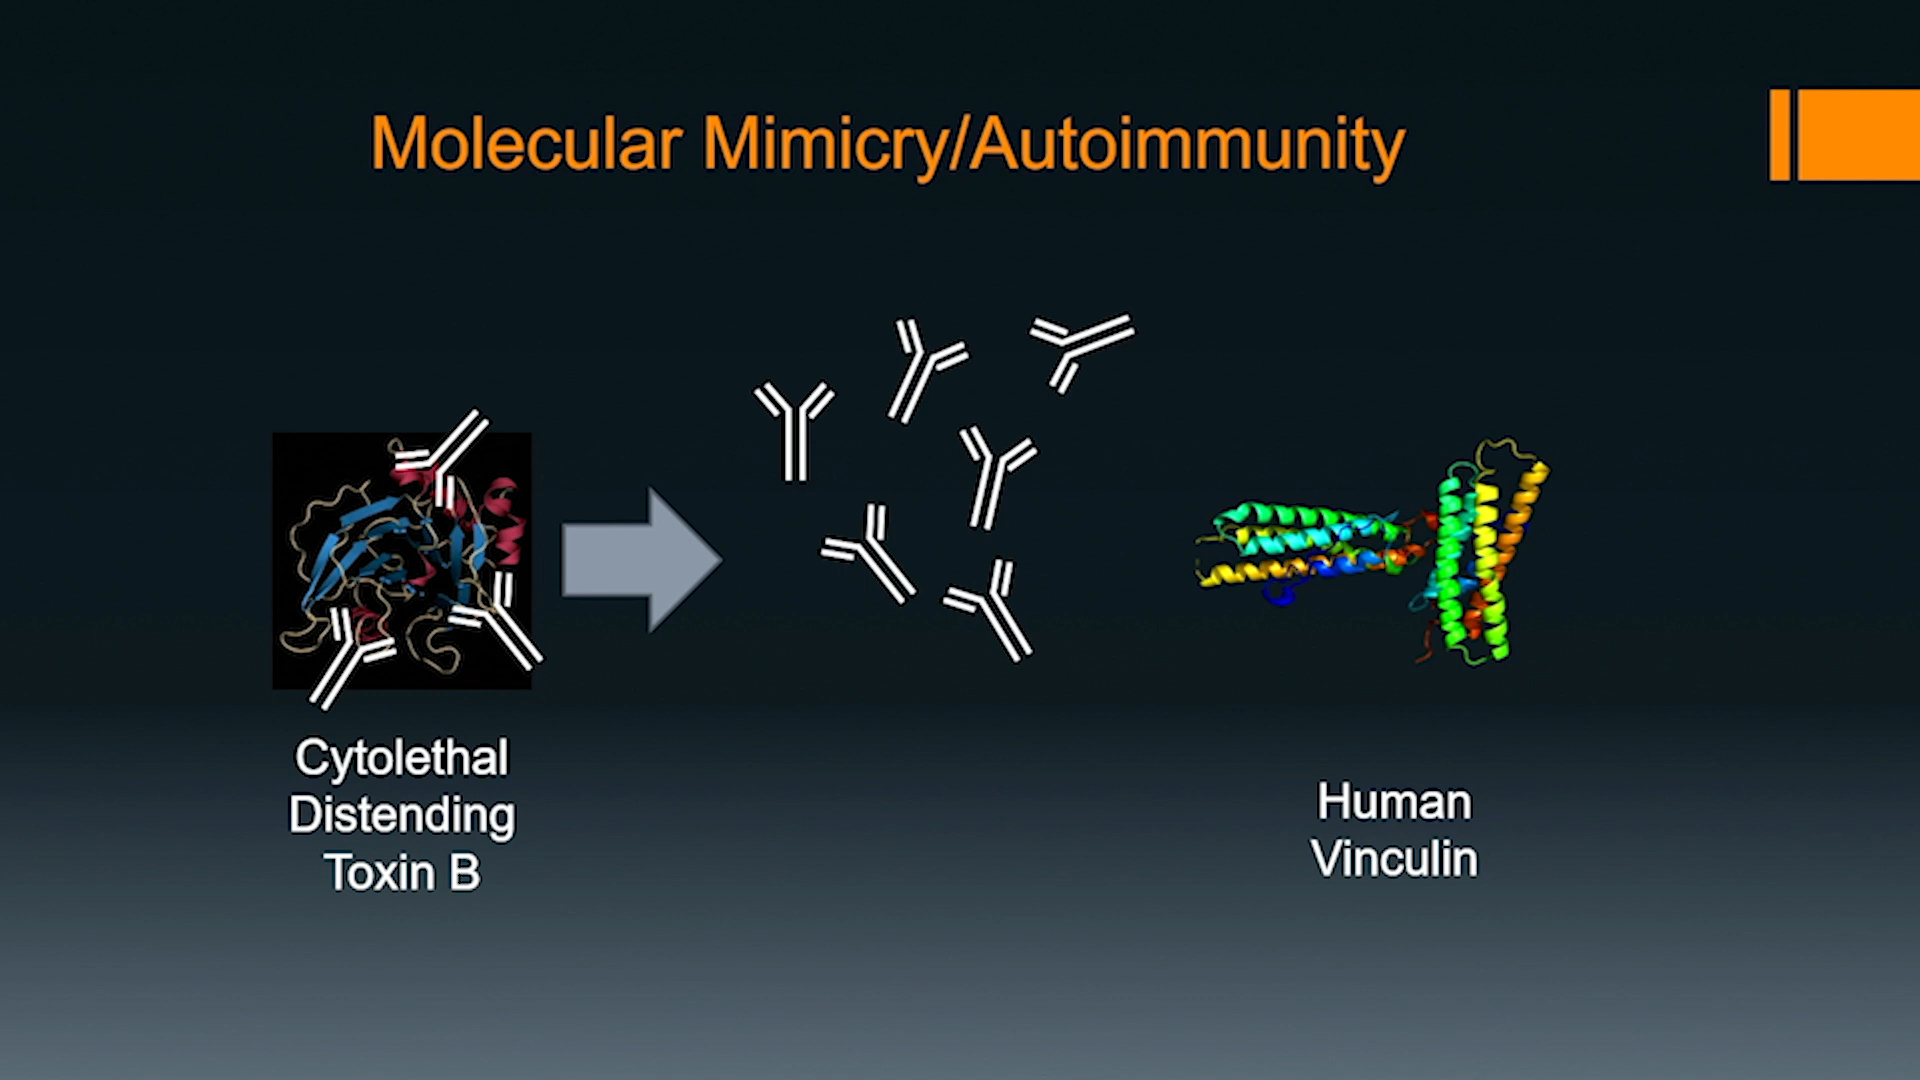 Molecular Mimicry/Autoimmunity
Cytolethal
Distending
Toxin B
Human
Vinculin